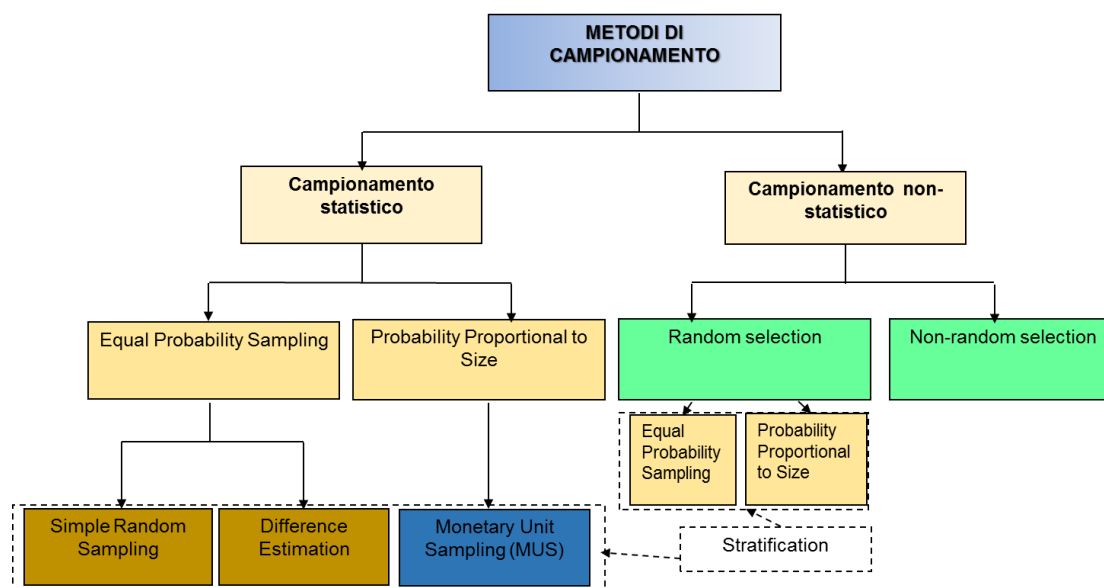 METODI DI
CAMPIONAMENTO
Campionamento
statistico
Campionamento non-
statistico
Equal Probability Sampling
Probability Proportional to
Size
Random selection
Non-random selection
Equal
Probability
Sampling
Probability
Proportional
to Size
Simple Random
Sampling
Difference
Estimation
Monetary Unit
Sampling (MUS)
Stratification